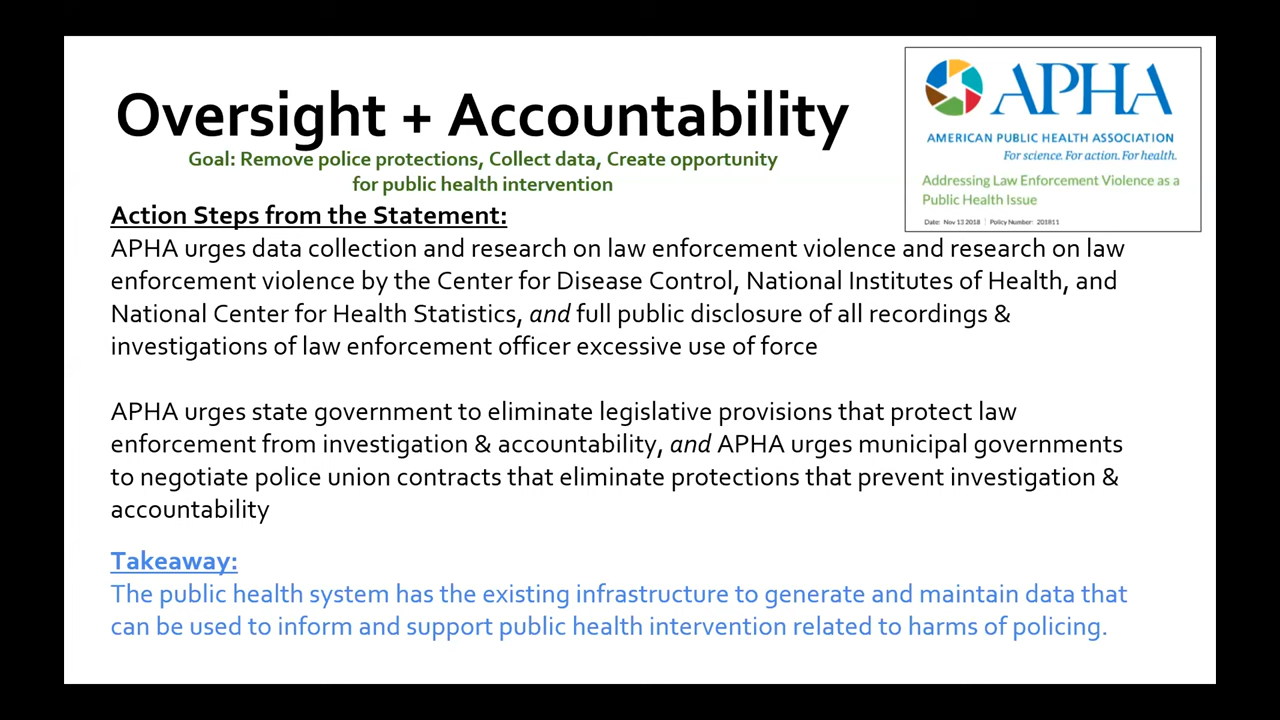 Oversight + Accountability
Goal: Remove police protections, Collect data, Create opportunity
for public health intervention
APHA
AMERICAN PUBLIC HEALTH ASSOCIATION
For science. For action. For health.
Addressing Law Enforcement Violence as a
Public Health Issue
Date: Nov 13 2018 | Policy Number: 201811
Action Steps from the Statement:
APHA urges data collection and research on law enforcement violence and research on law
enforcement violence by the Center for Disease Control, National Institutes of Health, and
National Center for Health Statistics, and full public disclosure of all recordings &
investigations of law enforcement officer excessive use of force
APHA urges state government to eliminate legislative provisions that protect law
enforcement from investigation & accountability, and APHA urges municipal governments
to negotiate police union contracts that eliminate protections that prevent investigation &
accountability
Takeaway:
The public health system has the existing infrastructure to generate and maintain data that
can be used to inform and support public health intervention related to harms of policing.